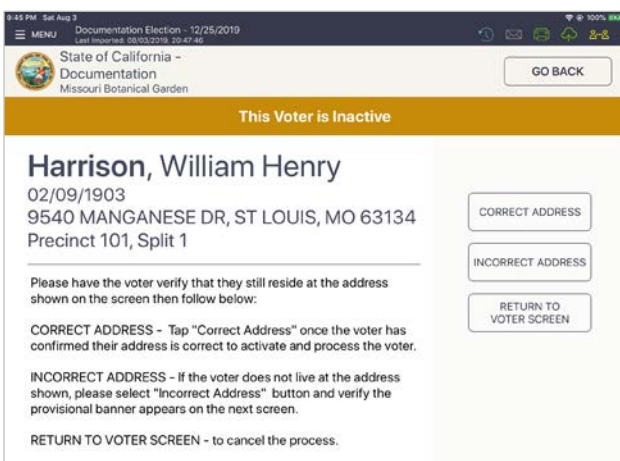 9:45 PM Sat Aug 3
100%
MENU
Documentation Election - 12/25/2019
Last Imported: 08/03/2019, 20:47:46
State of California -
Documentation
Missouri Botanical Garden
GO BACK
This Voter is Inactive
Harrison, William Henry
02/09/1903
9540 MANGANESE DR, ST LOUIS, MO 63134
Precinct 101, Split 1
Please have the voter verify that they still reside at the address
shown on the screen then follow below:
CORRECT ADDRESS - Tap "Correct Address" once the voter has
confirmed their address is correct to activate and process the voter.
INCORRECT ADDRESS - If the voter does not live at the address
shown, please select "Incorrect Address" button and verify the
provisional banner appears on the next screen.
RETURN TO VOTER SCREEN - to cancel the process.
CORRECT ADDRESS
INCORRECT ADDRESS
RETURN TO
VOTER SCREEN